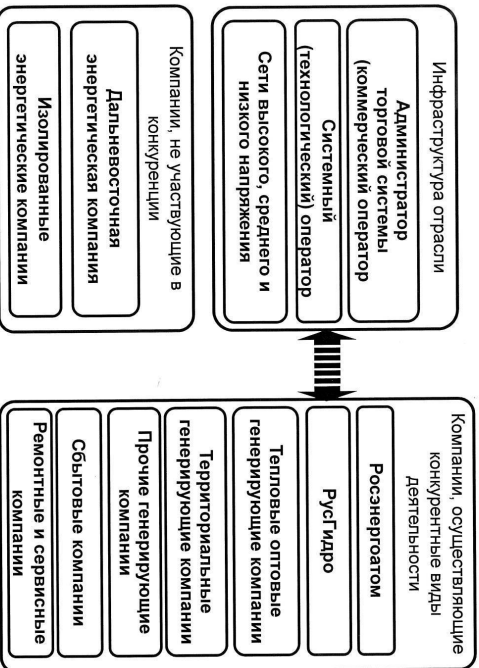 Инфраструктура отрасли
Администратор
торговой системы
(коммерческий оператор)
Системный
(технологический) оператор
Сети высокого, среднего и
низкого напряжения
Компании, не участвующие в
конкуренции
Дальневосточная
энергетическая компания
Изолированные
энергетические компании
Компании, осуществляющие
конкурентные виды
деятельности
Росэнергоатом
РусГидро
Тепловые оптовые
генерирующие компании
Территориальные
генерирующие компании
Прочие генерирующие
компании
Сбытовые компании
Ремонтные и сервисные
компании